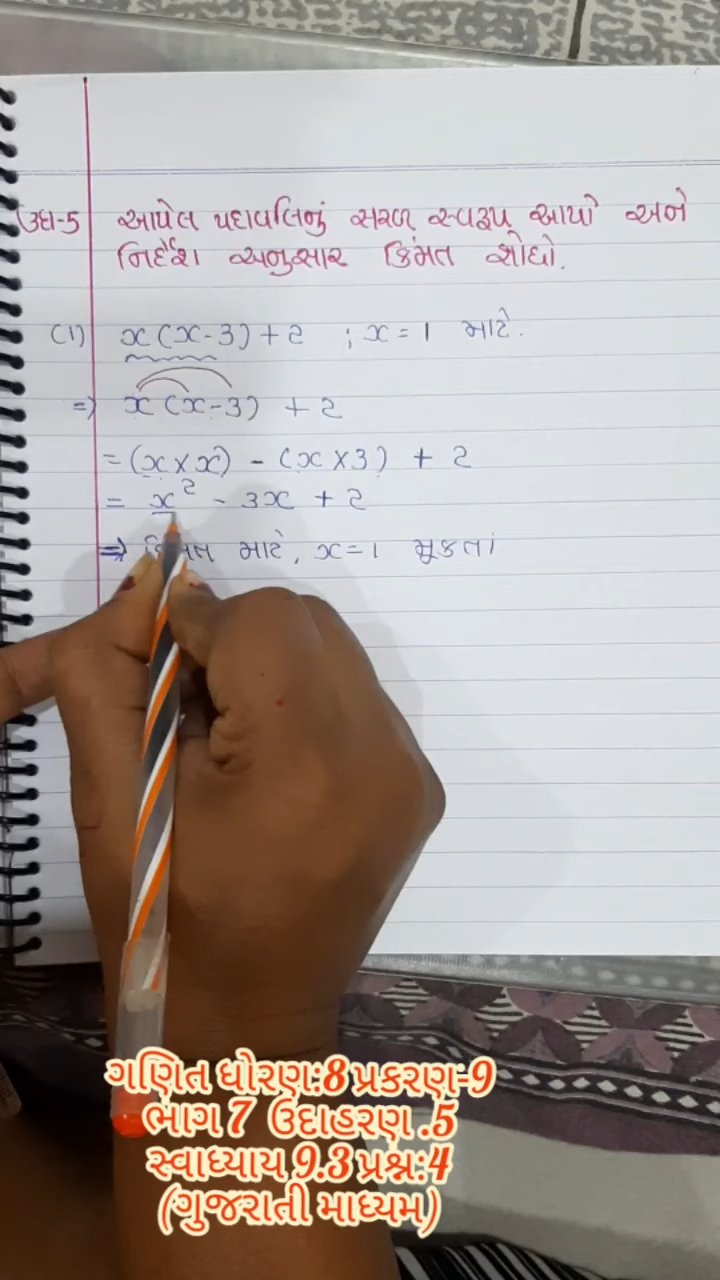 ઉદા-5 આપેલ પદાવલિનું સરળ સ્વરૂપ આપો અને
નિર્દેશ અનુસાર કિંમત શોધો.
(1) x(x-3)+2 ; x=1 માટે.
⇒ x(x-3) + 2
= (x×x) - (x×3) + 2
= x² - 3x + 2
⇒ માટે, x=1 મૂકતાં
ગણિત ધોરણ:8 પ્રકરણ-9
ભાગ 7 ઉદાહરણ .5
સ્વાધ્યાય 9.3 પ્રશ્ન:4
(ગુજરાતી માધ્યમ)